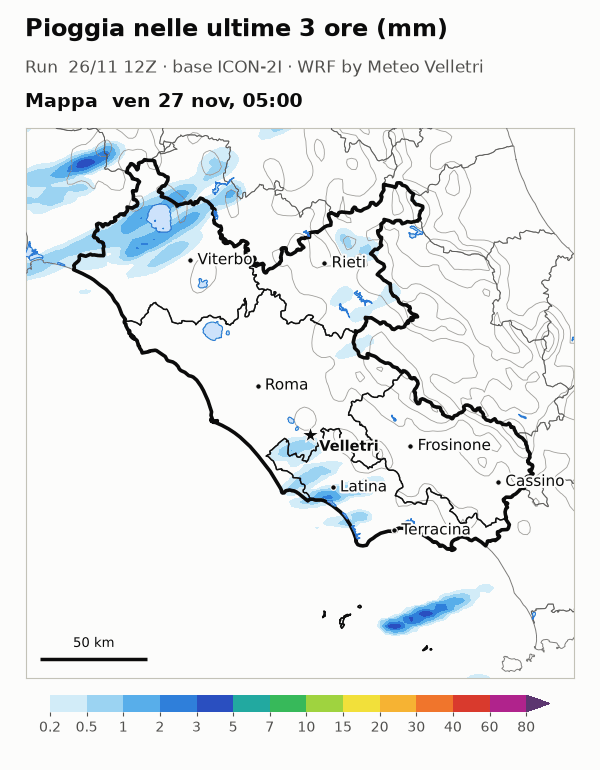 Pioggia nelle ultime 3 ore (mm)
Run  26/11 12Z · base ICON-2I · WRF by Meteo Velletri
Mappa  ven 27 nov, 05:00
Viterbo
Rieti
Roma
Velletri
Frosinone
Latina
Cassino
Terracina
50 km
0.2 0.5 1 2 3 5 7 10 15 20 30 40 60 80